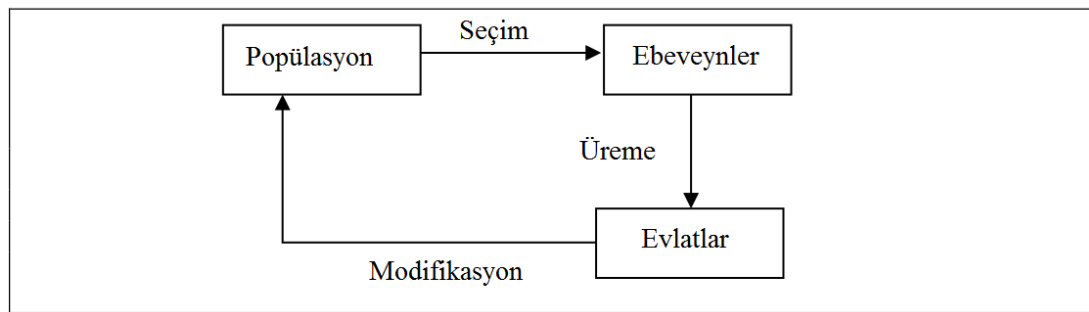 Seçim
Popülasyon
Ebeveynler
Üreme
Evlatlar
Modifikasyon